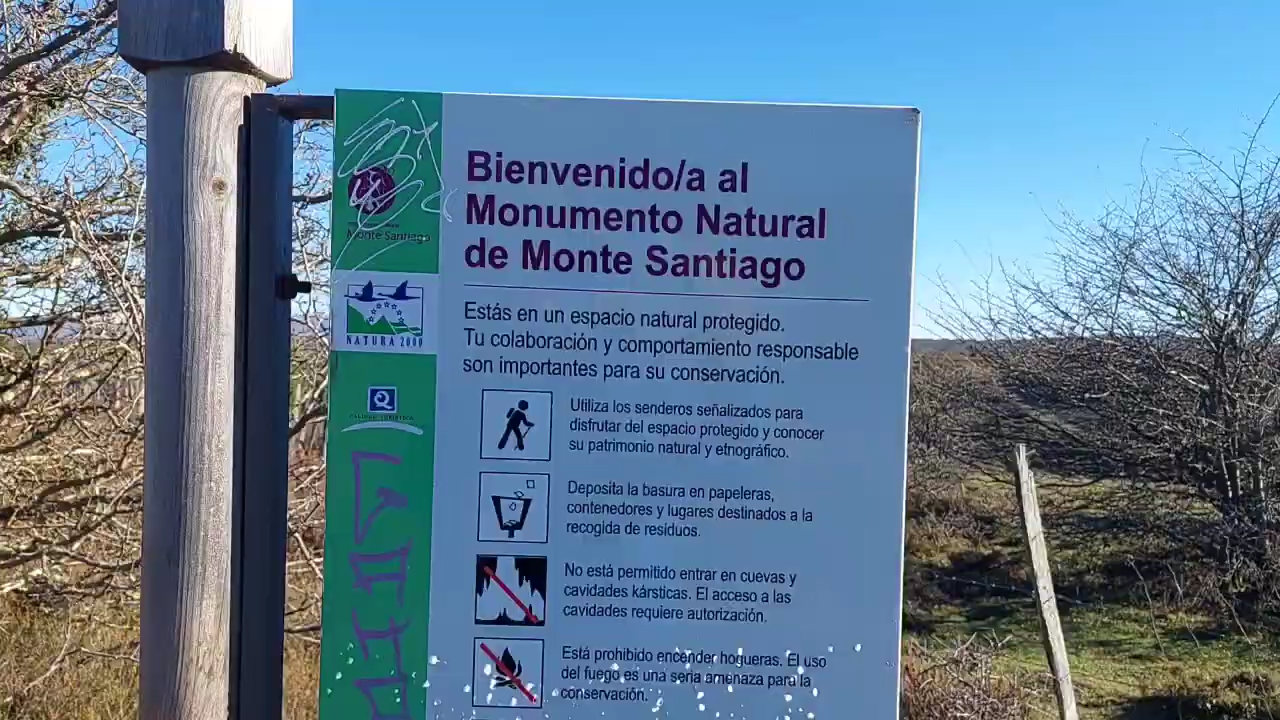 Bienvenido/a al
Monumento Natural
de Monte Santiago
Estás en un espacio natural protegido.
Tu colaboración y comportamiento responsable
son importantes para su conservación.
Utiliza los senderos señalizados para
disfrutar del espacio protegido y conocer
su patrimonio natural y etnográfico.
Deposita la basura en papeleras,
contenedores y lugares destinados a la
recogida de residuos.
No está permitido entrar en cuevas y
cavidades kársticas. El acceso a las
cavidades requiere autorización.
Está prohibido encender hogueras. El uso
del fuego es una seria amenaza para la
conservación.
Monte Santiago
NATURA 2000
Q
CALIDAD TURÍSTICA